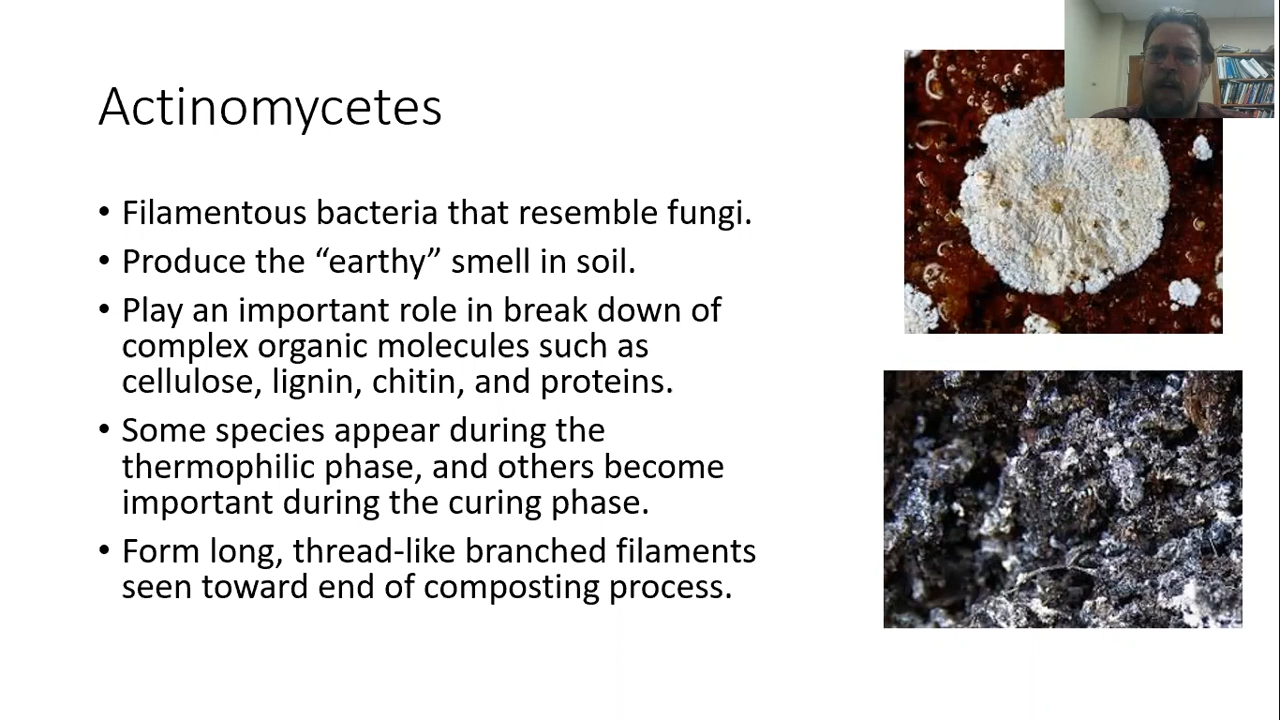 Actinomycetes
• Filamentous bacteria that resemble fungi.
• Produce the “earthy” smell in soil.
• Play an important role in break down of
complex organic molecules such as
cellulose, lignin, chitin, and proteins.
• Some species appear during the
thermophilic phase, and others become
important during the curing phase.
• Form long, thread-like branched filaments
seen toward end of composting process.